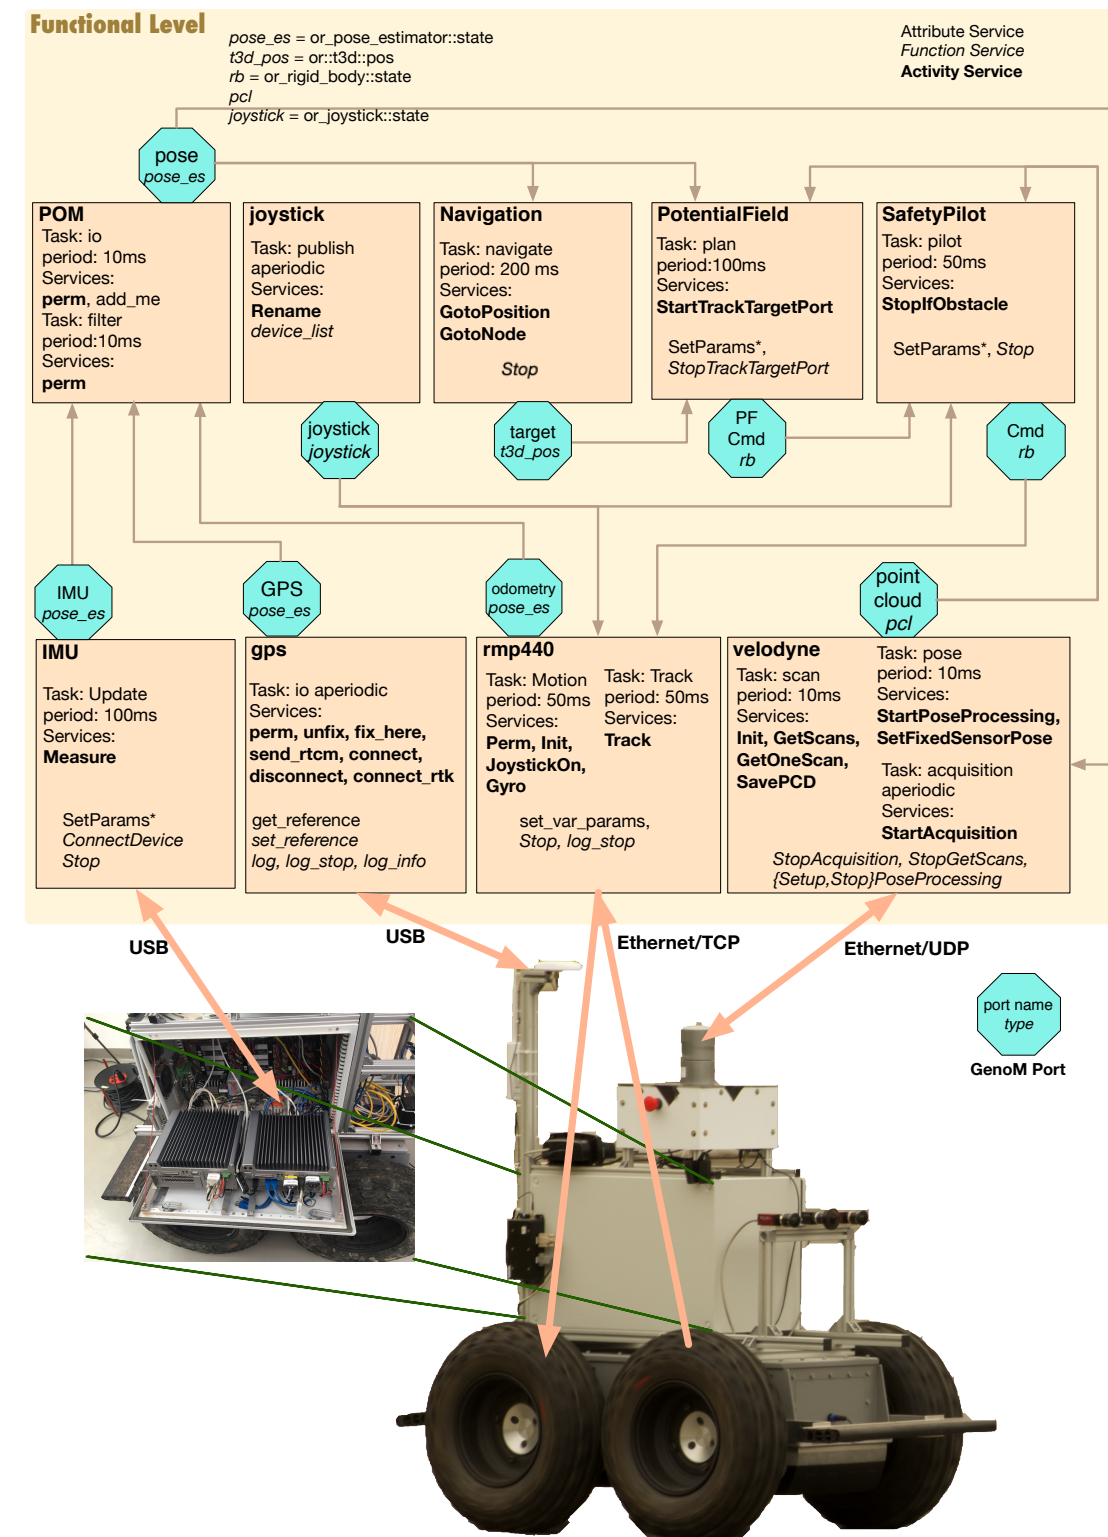 Functional Level
pose_es = or_pose_estimator::state
t3d_pos = or::t3d::pos
rb = or_rigid_body::state
pcl
joystick = or_joystick::state
Attribute Service
Function Service
Activity Service
pose
pose_es
POM
Task: io
period: 10ms
Services:
perm, add_me
Task: filter
period:10ms
Services:
perm
joystick
Task: publish
aperiodic
Services:
Rename
device_list
Navigation
Task: navigate
period: 200 ms
Services:
GotoPosition
GotoNode
Stop
PotentialField
Task: plan
period:100ms
Services:
StartTrackTargetPort
SetParams*,
StopTrackTargetPort
SafetyPilot
Task: pilot
period: 50ms
Services:
StopIfObstacle
SetParams*, Stop
joystick
joystick
target
t3d_pos
PF
Cmd
rb
Cmd
rb
IMU
pose_es
GPS
pose_es
odometry
pose_es
point
cloud
pcl
IMU
Task: Update
period: 100ms
Services:
Measure
SetParams*
ConnectDevice
Stop
gps
Task: io aperiodic
Services:
perm, unfix, fix_here,
send_rtcm, connect,
disconnect, connect_rtk
get_reference
set_reference
log, log_stop, log_info
rmp440
Task: Motion
period: 50ms
Services:
Perm, Init,
JoystickOn,
Gyro
Task: Track
period: 50ms
Services:
Track
set_var_params,
Stop, log_stop
velodyne
Task: scan
period: 10ms
Services:
Init, GetScans,
GetOneScan,
SavePCD
Task: pose
period: 10ms
Services:
StartPoseProcessing,
SetFixedSensorPose
Task: acquisition
aperiodic
Services:
StartAcquisition
StopAcquisition, StopGetScans,
{Setup,Stop}PoseProcessing
USB
USB
Ethernet/TCP
Ethernet/UDP
port name
type
GenoM Port